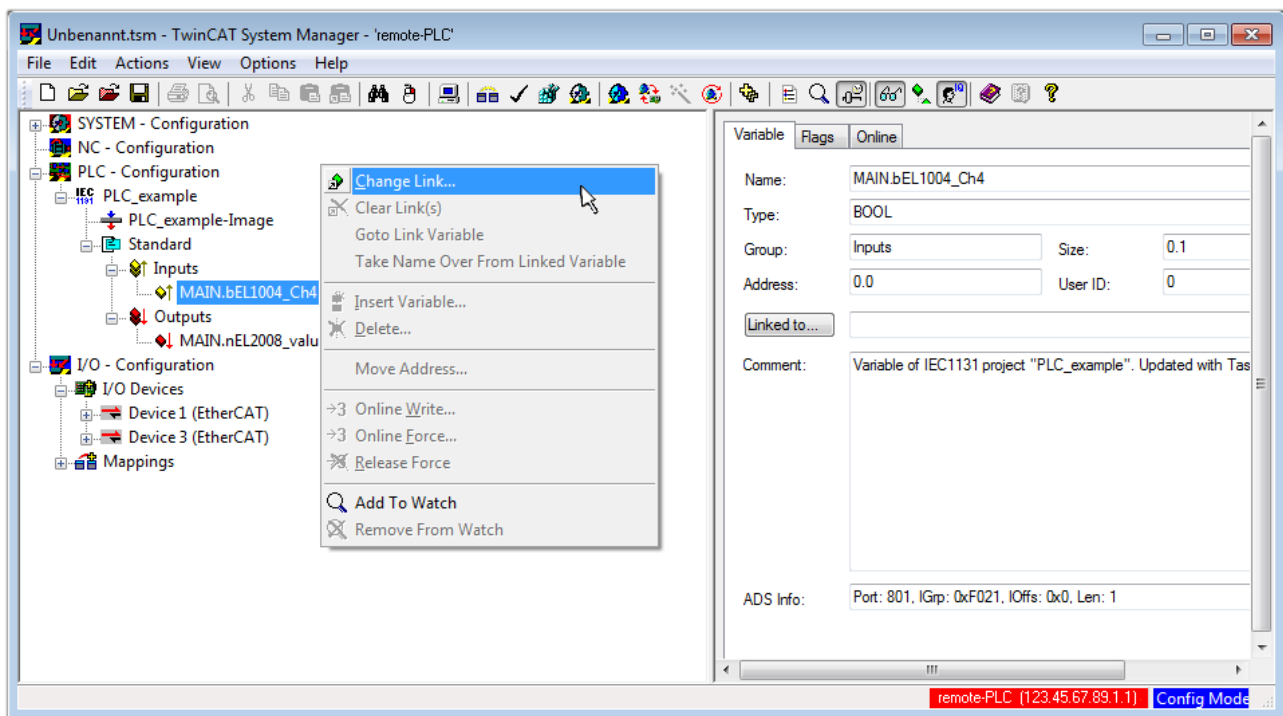 Unbenannt.tsm - TwinCAT System Manager - 'remote-PLC'
File Edit Actions View Options Help
SYSTEM - Configuration
NC - Configuration
PLC - Configuration
IEC 1131 PLC_example
PLC_example-Image
Standard
Inputs
MAIN.bEL1004_Ch4
Outputs
MAIN.nEL2008_valu
I/O - Configuration
I/O Devices
Device 1 (EtherCAT)
Device 3 (EtherCAT)
Mappings
Change Link...
Clear Link(s)
Goto Link Variable
Take Name Over From Linked Variable
Insert Variable...
Delete...
Move Address...
→3 Online Write...
→3 Online Force...
Release Force
Add To Watch
Remove From Watch
Variable Flags Online
Name: MAIN.bEL1004_Ch4
Type: BOOL
Group: Inputs Size: 0.1
Address: 0.0 User ID: 0
Linked to...
Comment: Variable of IEC1131 project "PLC_example". Updated with Tas
ADS Info: Port: 801, IGrp: 0xF021, IOffs: 0x0, Len: 1
remote-PLC (123.45.67.89.1.1) Config Mode